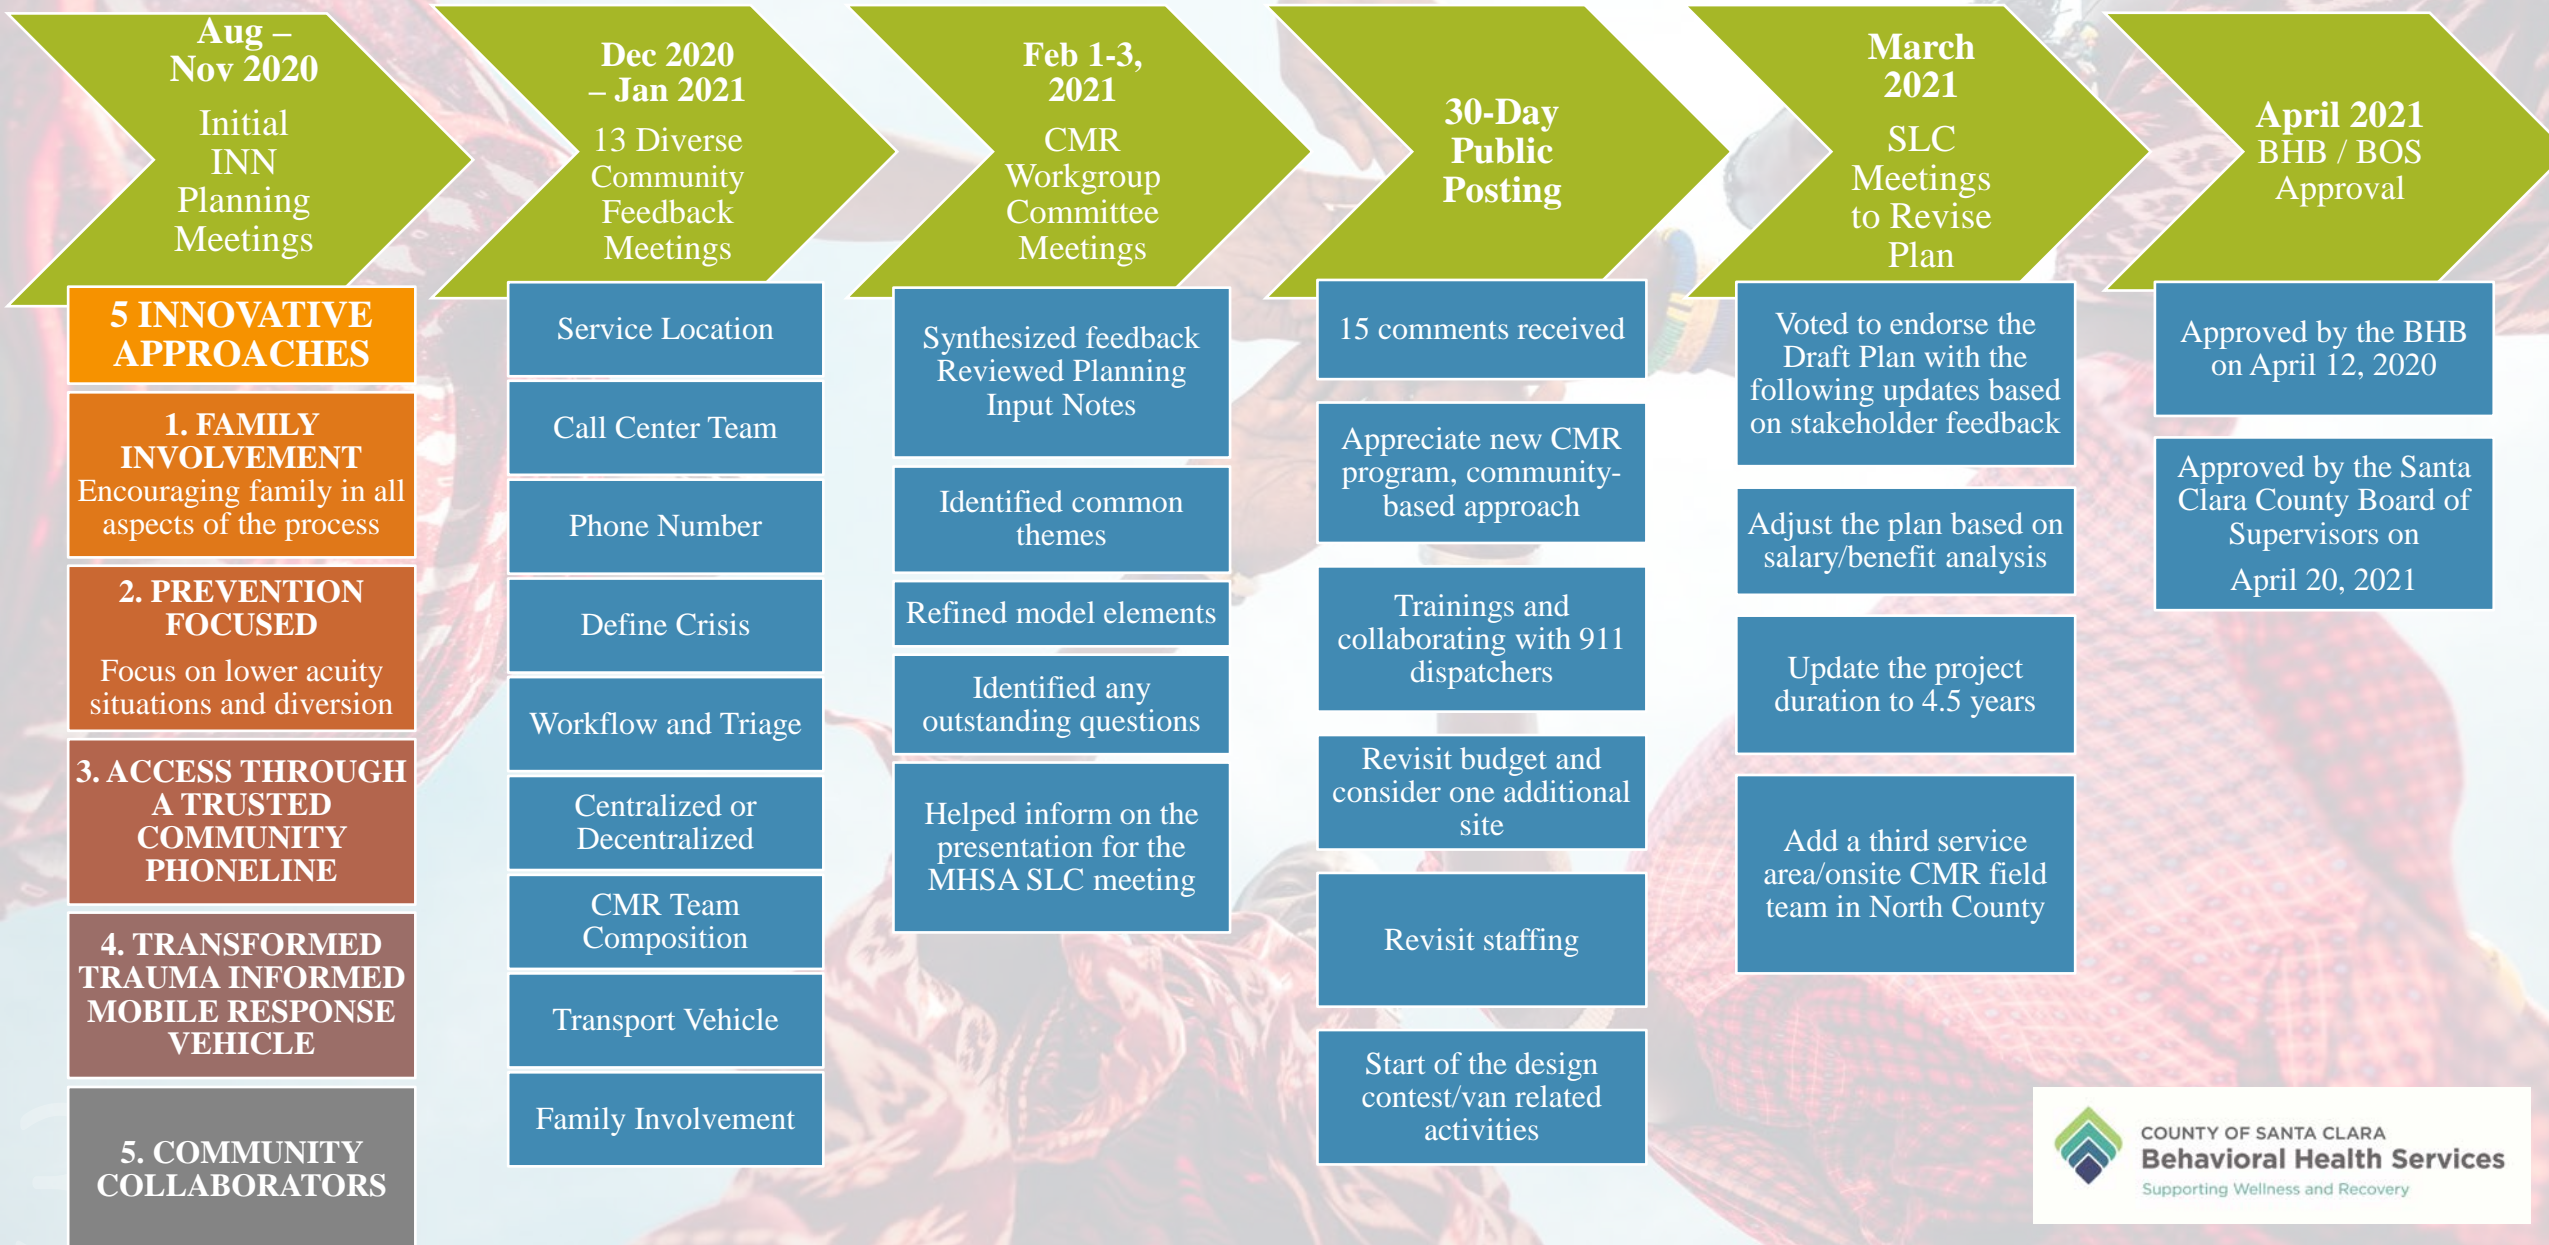 Aug –
Nov 2020
Initial
INN
Planning
Meetings
5 INNOVATIVE
APPROACHES
1. FAMILY
INVOLVEMENT
Encouraging family in all
aspects of the process
2. PREVENTION
FOCUSED
Focus on lower acuity
situations and diversion
3. ACCESS THROUGH
A TRUSTED
COMMUNITY
PHONELINE
4. TRANSFORMED
TRAUMA INFORMED
MOBILE RESPONSE
VEHICLE
5. COMMUNITY
COLLABORATORS
Dec 2020
– Jan 2021
13 Diverse
Community
Feedback
Meetings
Service Location
Call Center Team
Phone Number
Define Crisis
Workflow and Triage
Centralized or
Decentralized
CMR Team
Composition
Transport Vehicle
Family Involvement
Feb 1-3,
2021
CMR
Workgroup
Committee
Meetings
Synthesized feedback
Reviewed Planning
Input Notes
Identified common
themes
Refined model elements
Identified any
outstanding questions
Helped inform on the
presentation for the
MHSA SLC meeting
30-Day
Public
Posting
15 comments received
Appreciate new CMR
program, community-
based approach
Trainings and
collaborating with 911
dispatchers
Revisit budget and
consider one additional
site
Revisit staffing
Start of the design
contest/van related
activities
March
2021
SLC
Meetings
to Revise
Plan
Voted to endorse the
Draft Plan with the
following updates based
on stakeholder feedback
Adjust the plan based on
salary/benefit analysis
Update the project
duration to 4.5 years
Add a third service
area/onsite CMR field
team in North County
April 2021
BHB / BOS
Approval
Approved by the BHB
on April 12, 2020
Approved by the Santa
Clara County Board of
Supervisors on
April 20, 2021
COUNTY OF SANTA CLARA
Behavioral Health Services
Supporting Wellness and Recovery